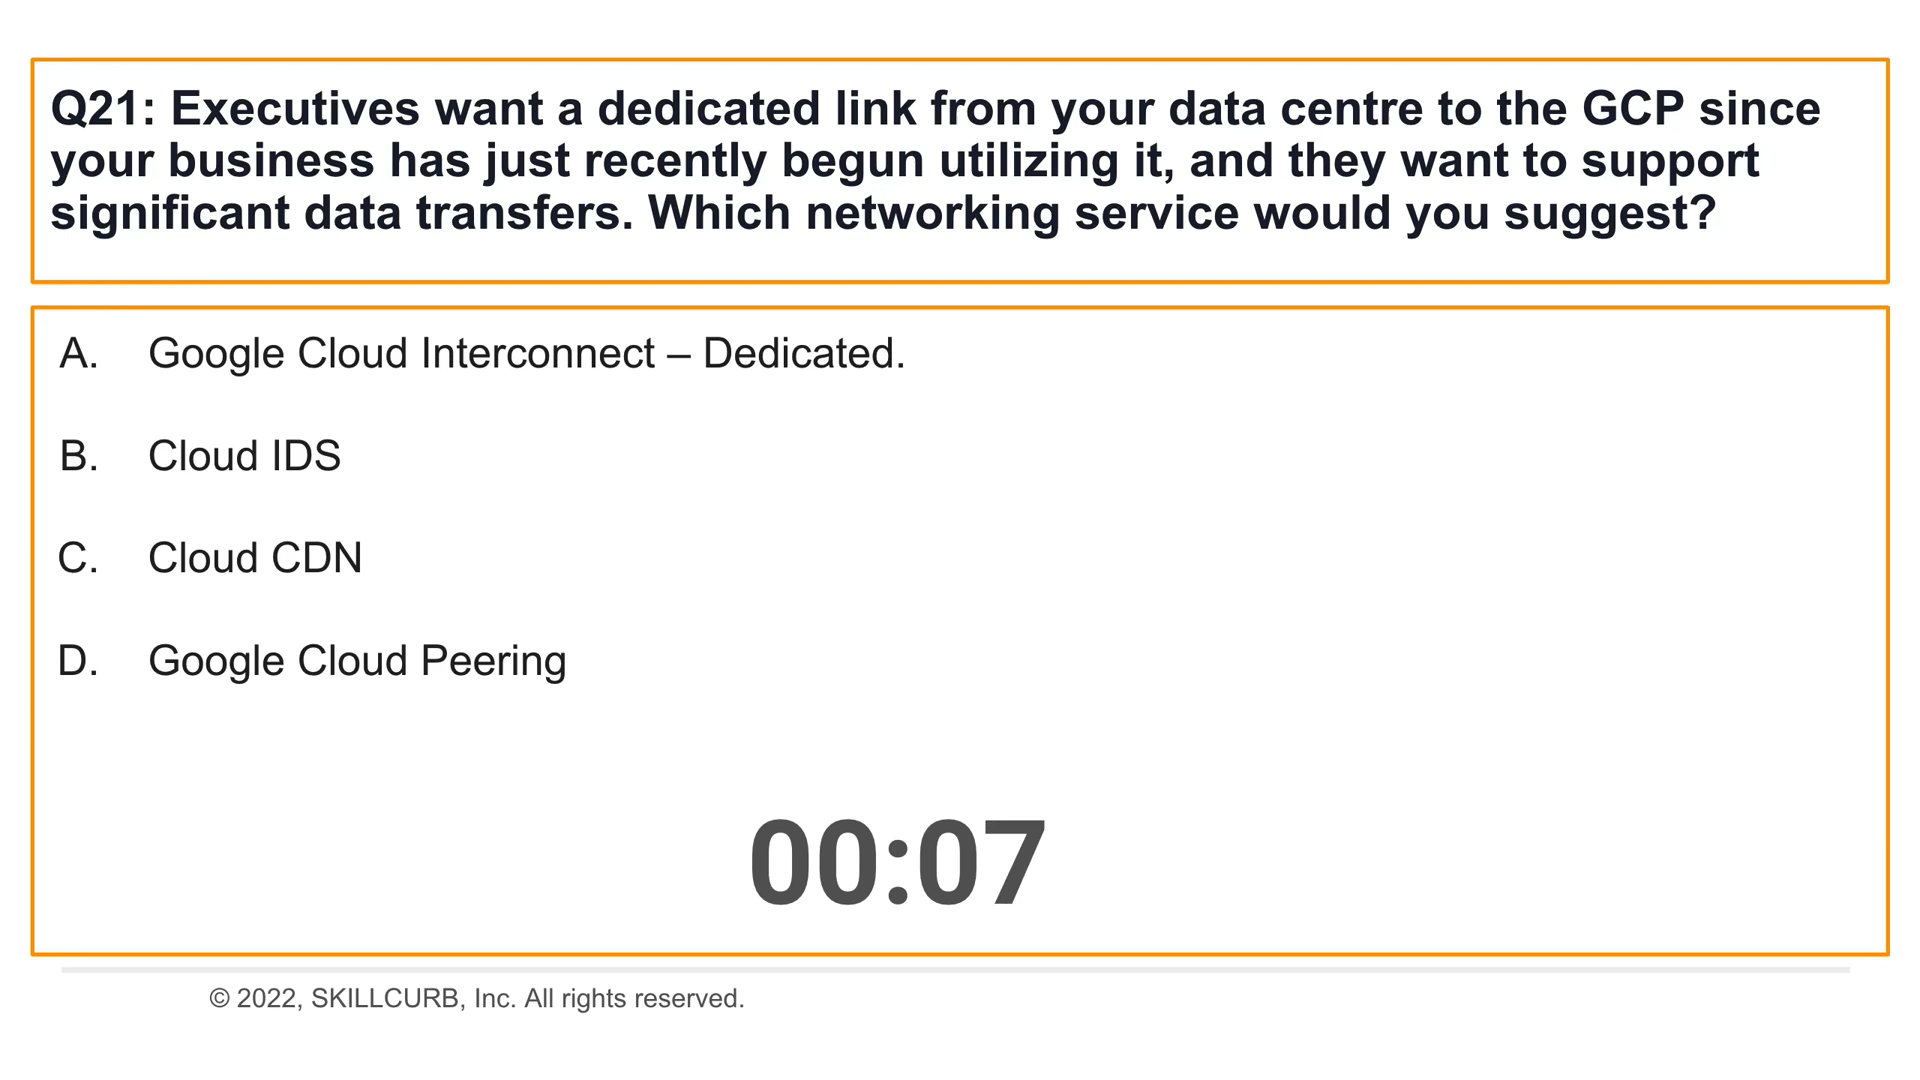 Q21: Executives want a dedicated link from your data centre to the GCP since
your business has just recently begun utilizing it, and they want to support
significant data transfers. Which networking service would you suggest?
A. Google Cloud Interconnect – Dedicated.
B. Cloud IDS
C. Cloud CDN
D. Google Cloud Peering
00:07
© 2022, SKILLCURB, Inc. All rights reserved.